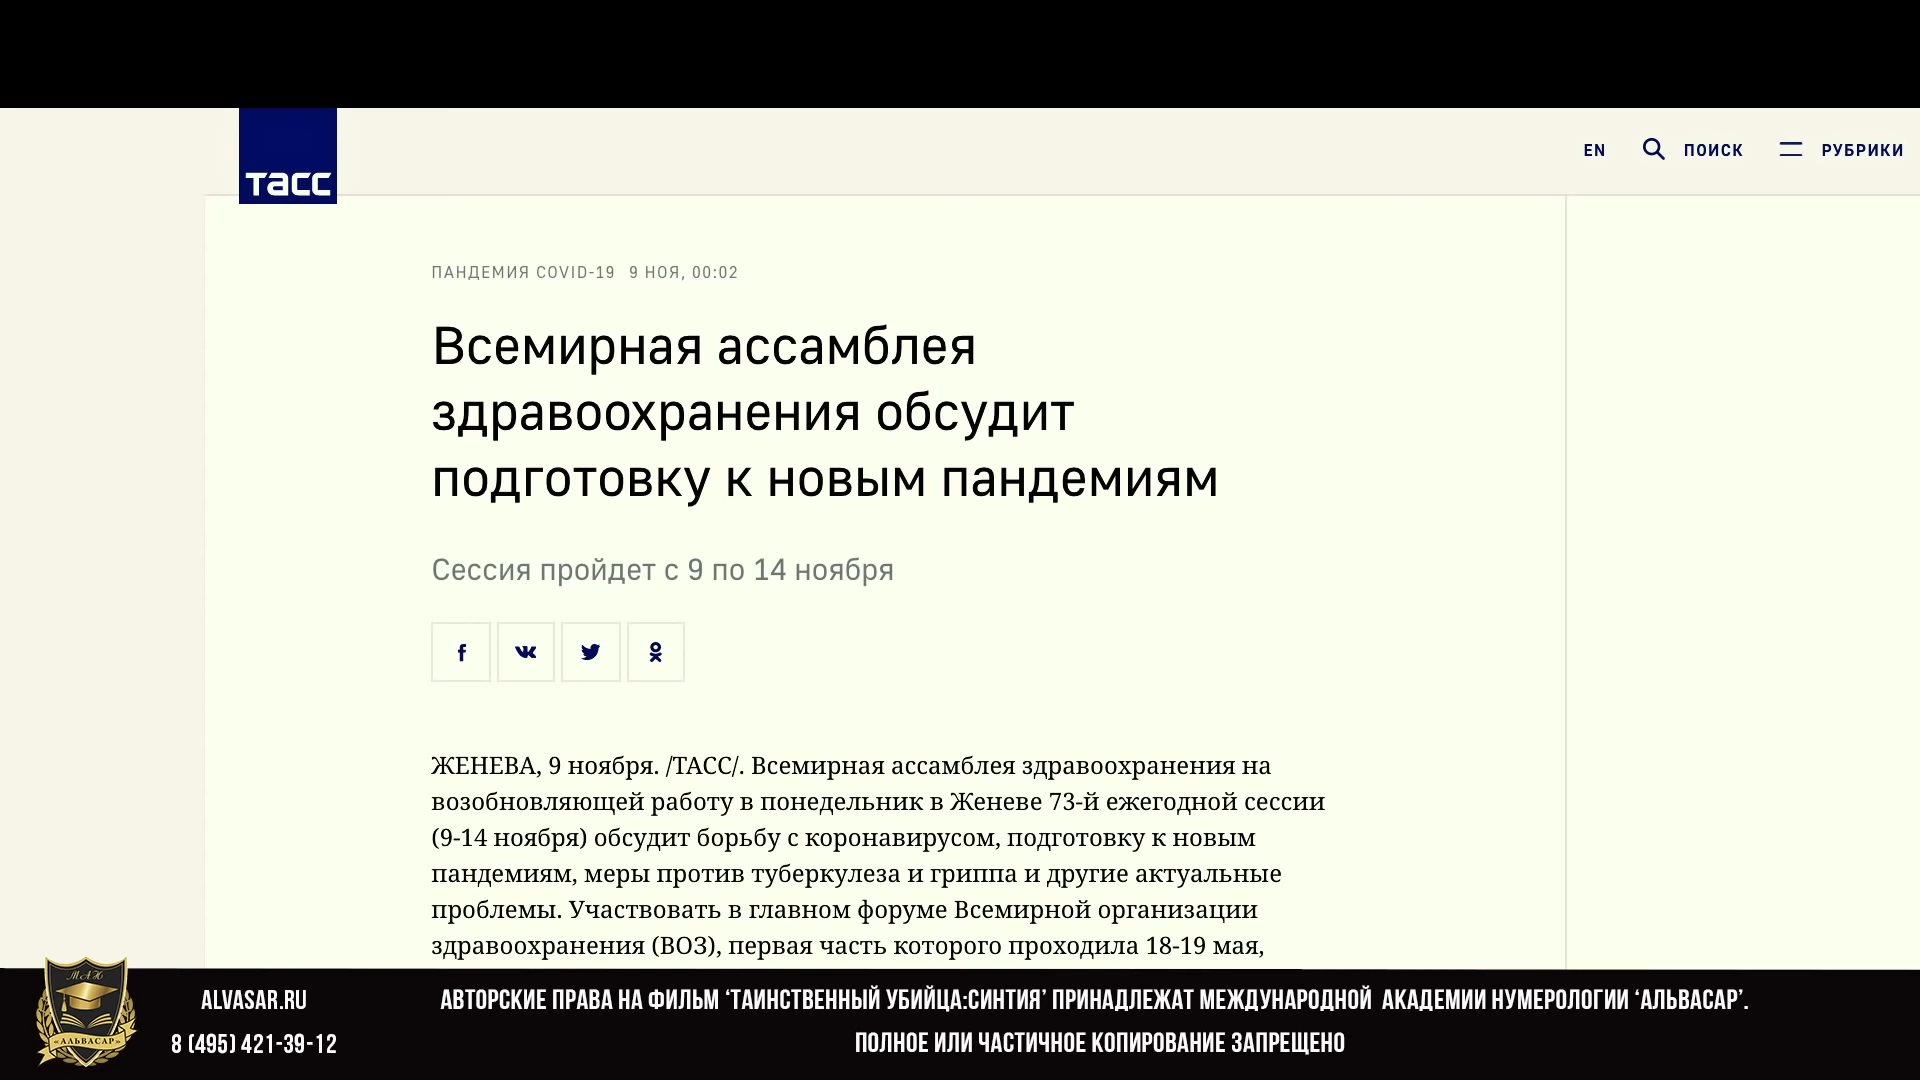 тасс
EN ПОИСК РУБРИКИ
ПАНДЕМИЯ COVID-19 9 НОЯ, 00:02
Всемирная ассамблея
здравоохранения обсудит
подготовку к новым пандемиям
Сессия пройдет с 9 по 14 ноября
ЖЕНЕВА, 9 ноября. /ТАСС/. Всемирная ассамблея здравоохранения на
возобновляющей работу в понедельник в Женеве 73-й ежегодной сессии
(9-14 ноября) обсудит борьбу с коронавирусом, подготовку к новым
пандемиям, меры против туберкулеза и гриппа и другие актуальные
проблемы. Участвовать в главном форуме Всемирной организации
здравоохранения (ВОЗ), первая часть которого проходила 18-19 мая,
МАН
«АЛЬВАСАР»
ALVASAR.RU
8 (495) 421-39-12
АВТОРСКИЕ ПРАВА НА ФИЛЬМ ‘ТАИНСТВЕННЫЙ УБИЙЦА:СИНТИЯ’ ПРИНАДЛЕЖАТ МЕЖДУНАРОДНОЙ АКАДЕМИИ НУМЕРОЛОГИИ ‘АЛЬВАСАР’.
ПОЛНОЕ ИЛИ ЧАСТИЧНОЕ КОПИРОВАНИЕ ЗАПРЕЩЕНО